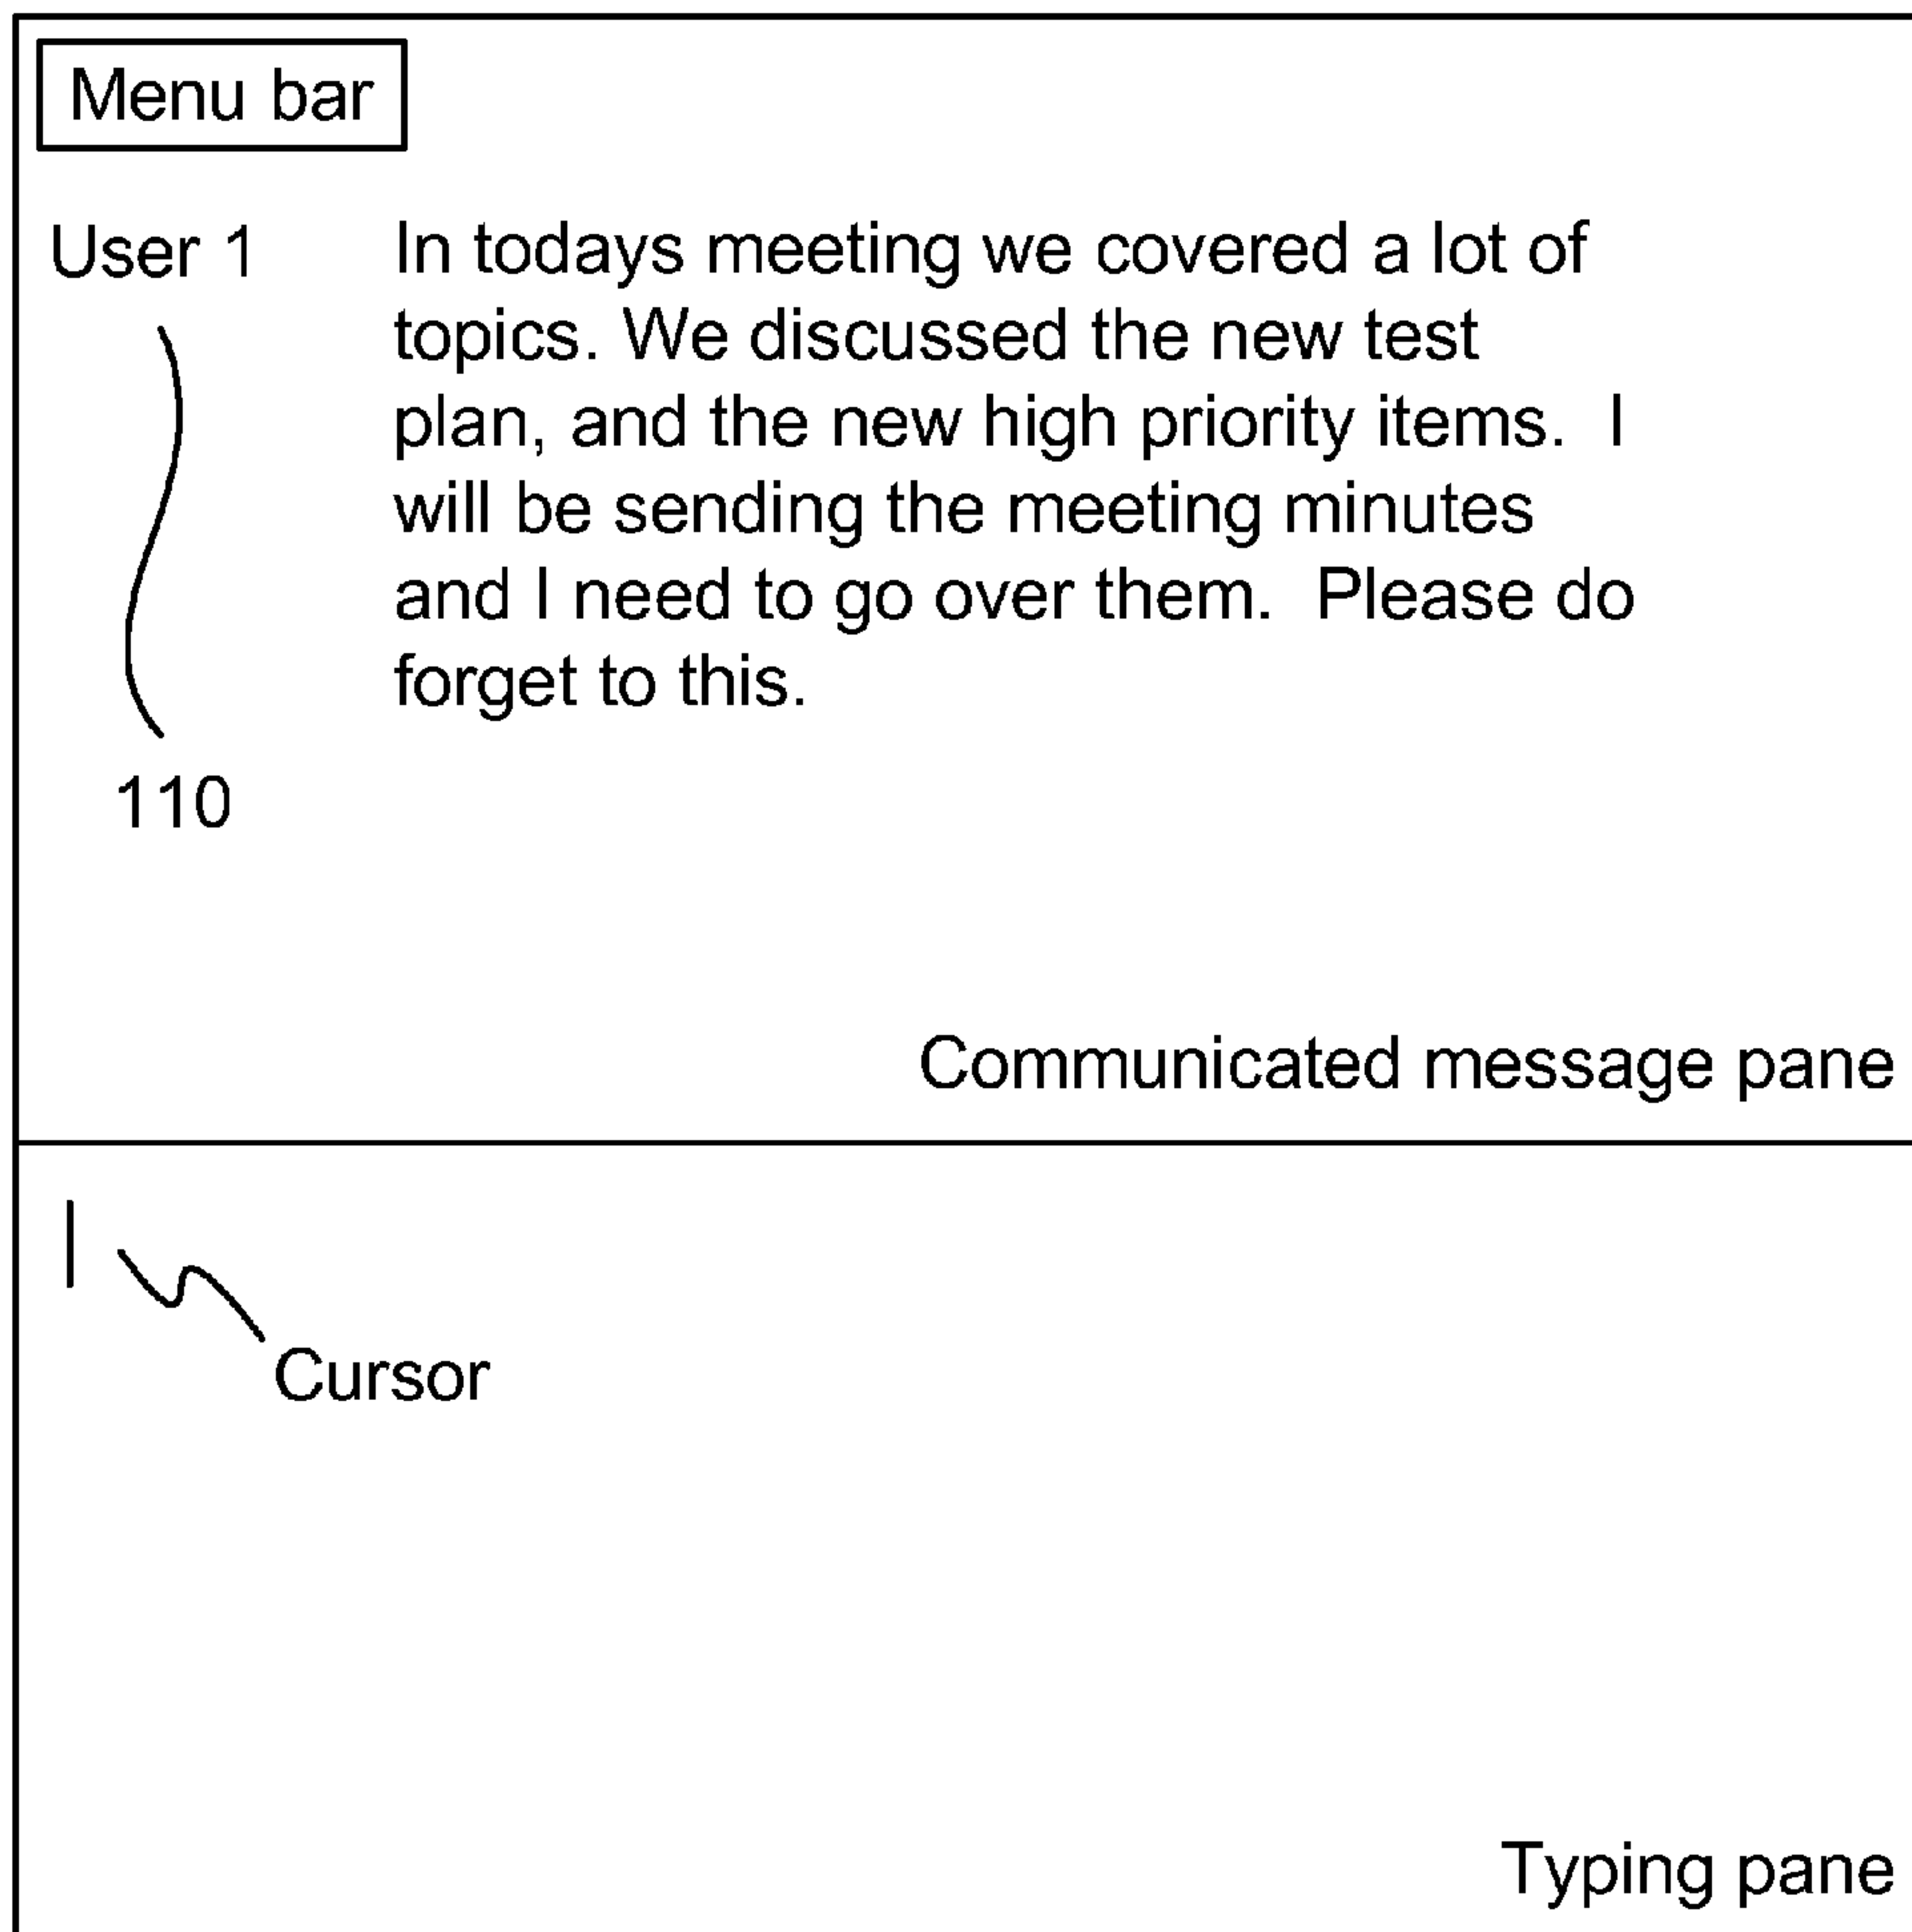 Menu bar
User 1 In todays meeting we covered a lot of
topics. We discussed the new test
plan, and the new high priority items.  I
will be sending the meeting minutes
and I need to go over them.  Please do
forget to this.
110
Communicated message pane
Cursor
Typing pane